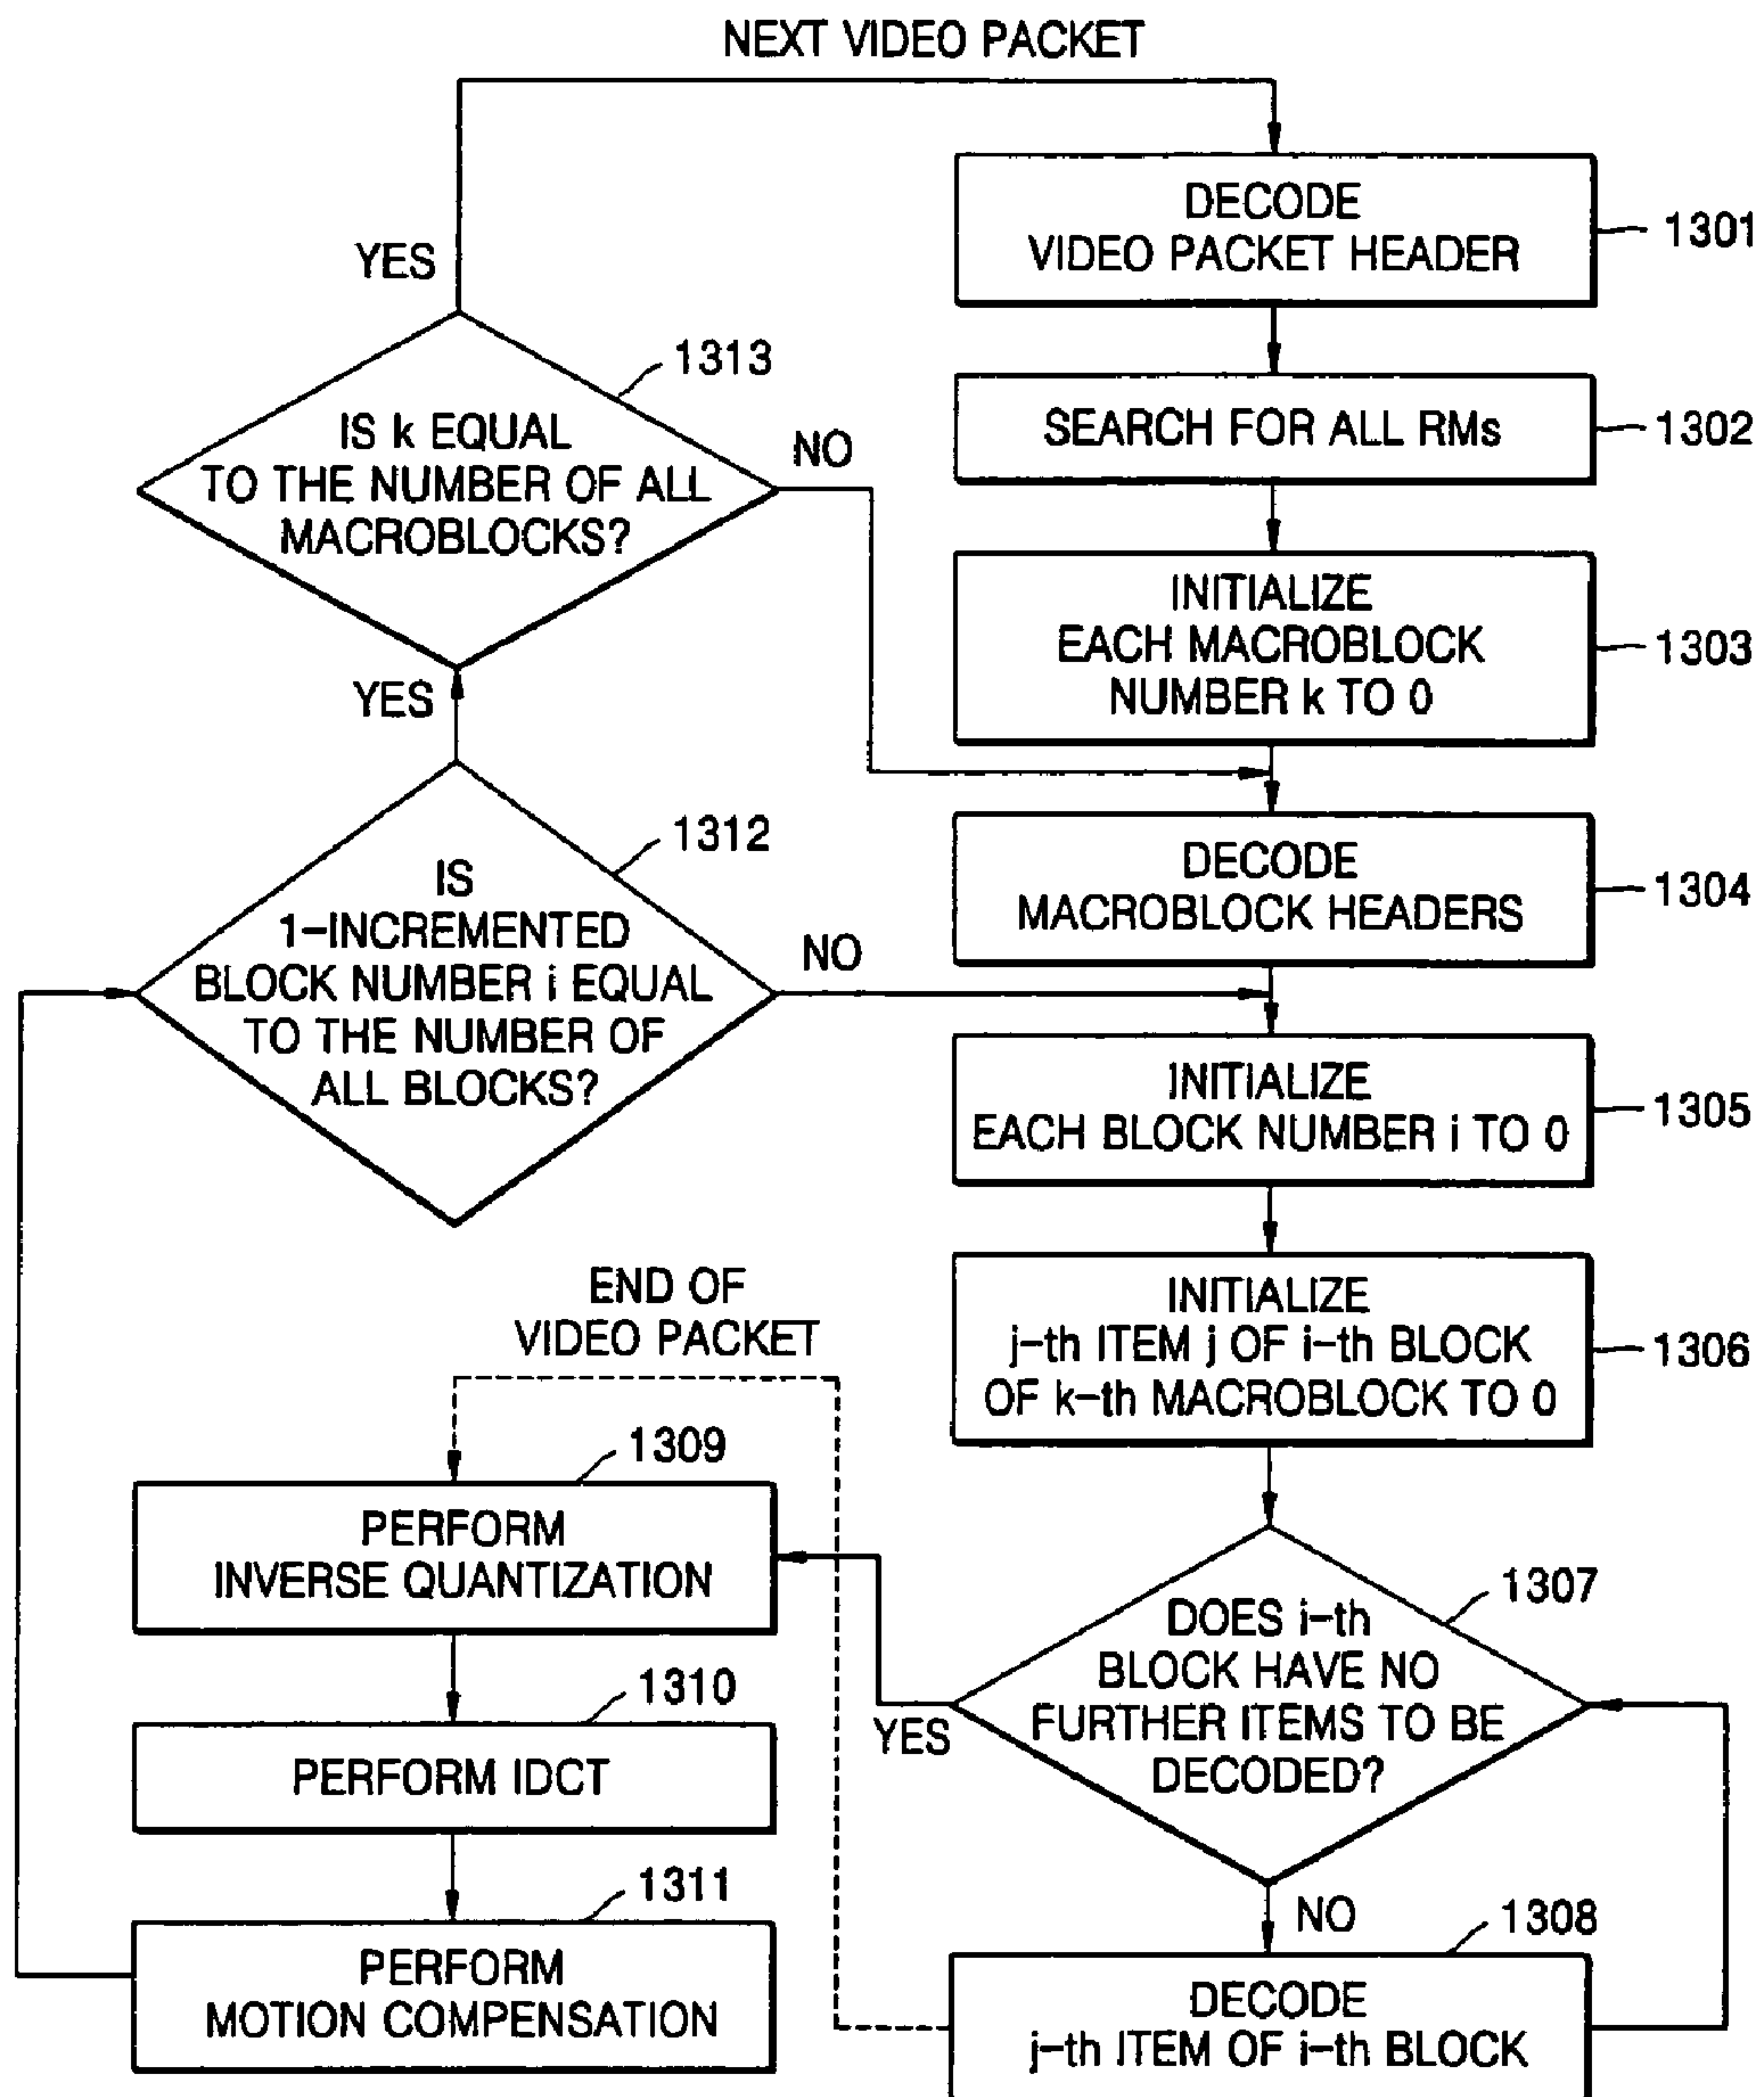 NEXT VIDEO PACKET
DECODE
VIDEO PACKET HEADER
1301
YES
1313
IS k EQUAL
TO THE NUMBER OF ALL
MACROBLOCKS?
NO
SEARCH FOR ALL RMs
1302
INITIALIZE
EACH MACROBLOCK
NUMBER k TO 0
1303
YES
1312
IS
1-INCREMENTED
BLOCK NUMBER i EQUAL
TO THE NUMBER OF
ALL BLOCKS?
NO
DECODE
MACROBLOCK HEADERS
1304
INITIALIZE
EACH BLOCK NUMBER i TO 0
1305
INITIALIZE
j-th ITEM j OF i-th BLOCK
OF k-th MACROBLOCK TO 0
1306
END OF
VIDEO PACKET
1309
PERFORM
INVERSE QUANTIZATION
1307
DOES i-th
BLOCK HAVE NO
FURTHER ITEMS TO BE
DECODED?
YES
1310
PERFORM IDCT
1311
PERFORM
MOTION COMPENSATION
NO
1308
DECODE
j-th ITEM OF i-th BLOCK